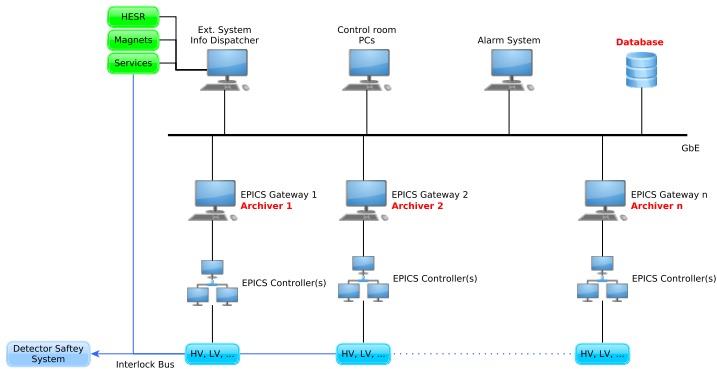 HESR
Magnets
Services
Ext. System
Info Dispatcher
Control room
PCs
Alarm System
Database
GbE
EPICS Gateway 1
Archiver 1
EPICS Gateway 2
Archiver 2
EPICS Gateway n
Archiver n
EPICS Controller(s)
EPICS Controller(s)
EPICS Controller(s)
Detector Saftey
System
Interlock Bus
HV, LV, ...
HV, LV, ...
HV, LV, ...